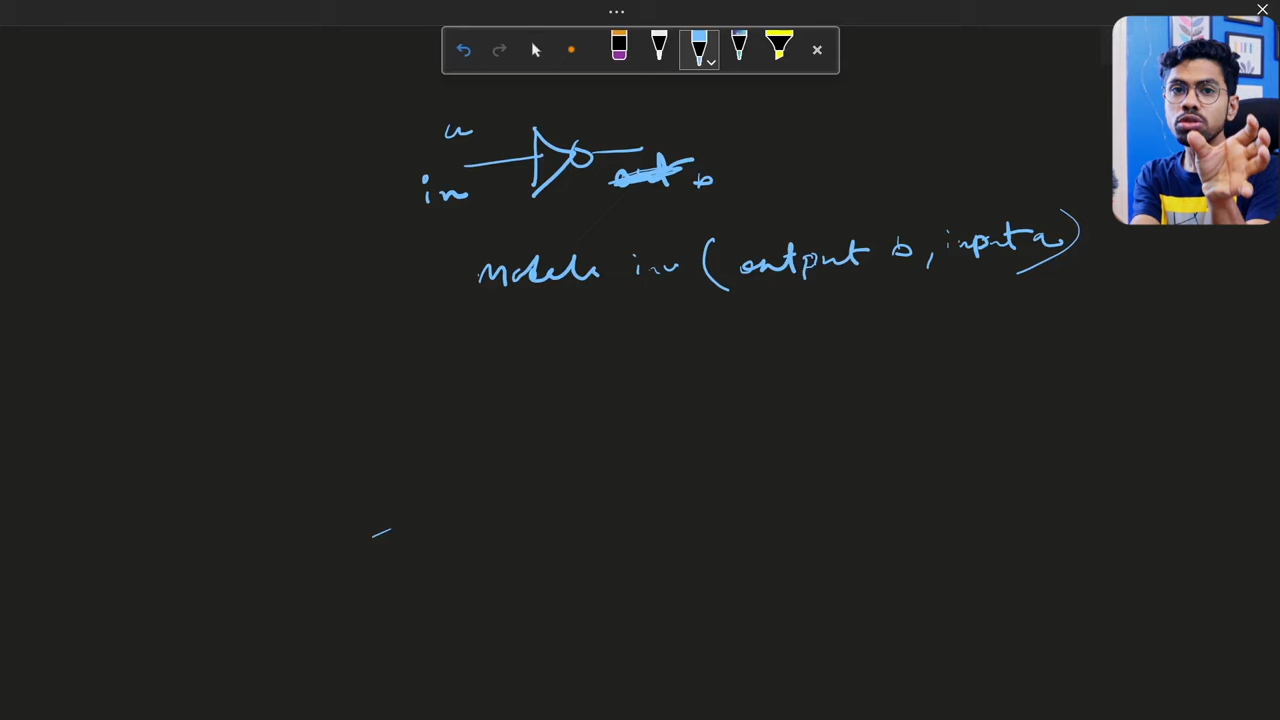 a
in
b
module inv ( output b, input a )